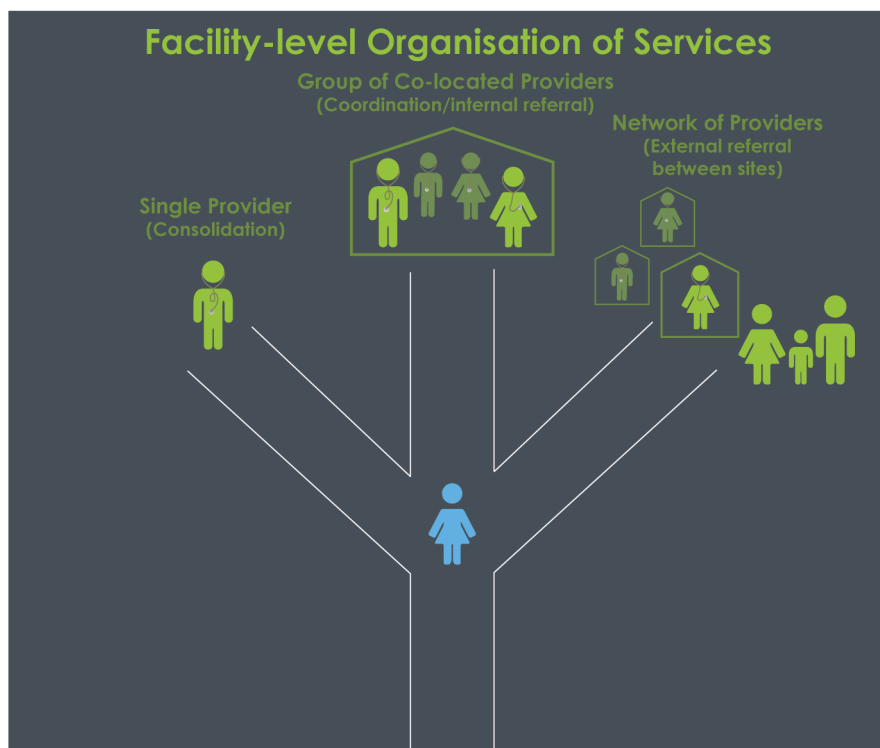 Facility-level Organisation of Services
Group of Co-located Providers
(Coordination/internal referral)
Network of Providers
(External referral
between sites)
Single Provider
(Consolidation)